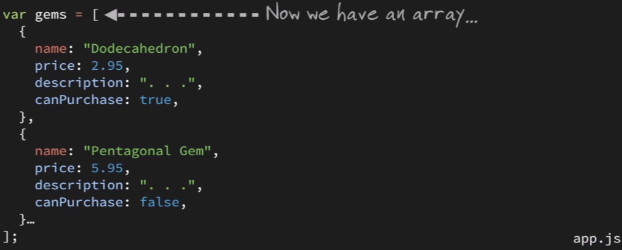 var gems = [ Now we have an array...
{
name: "Dodecahedron",
price: 2.95,
description: ". . .",
canPurchase: true,
},
{
name: "Pentagonal Gem",
price: 5.95,
description: ". . .",
canPurchase: false,
}…
];
app.js